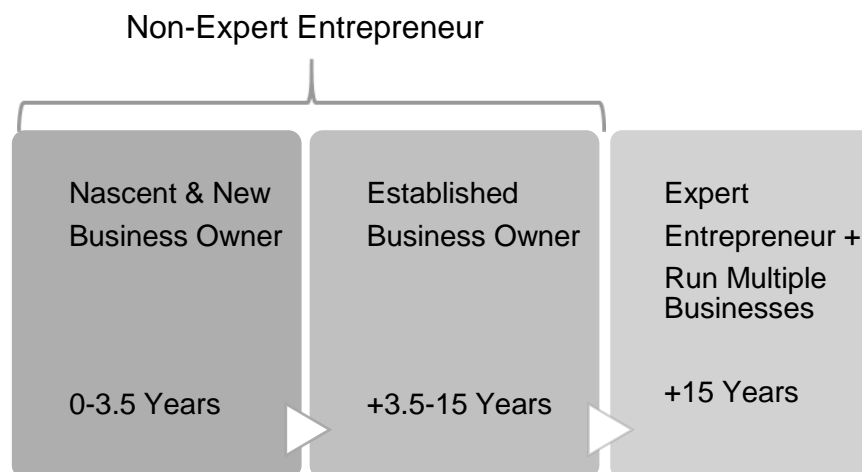 Non-Expert Entrepreneur
Nascent & New
Business Owner
0-3.5 Years
Established
Business Owner
+3.5-15 Years
Expert
Entrepreneur +
Run Multiple
Businesses
+15 Years